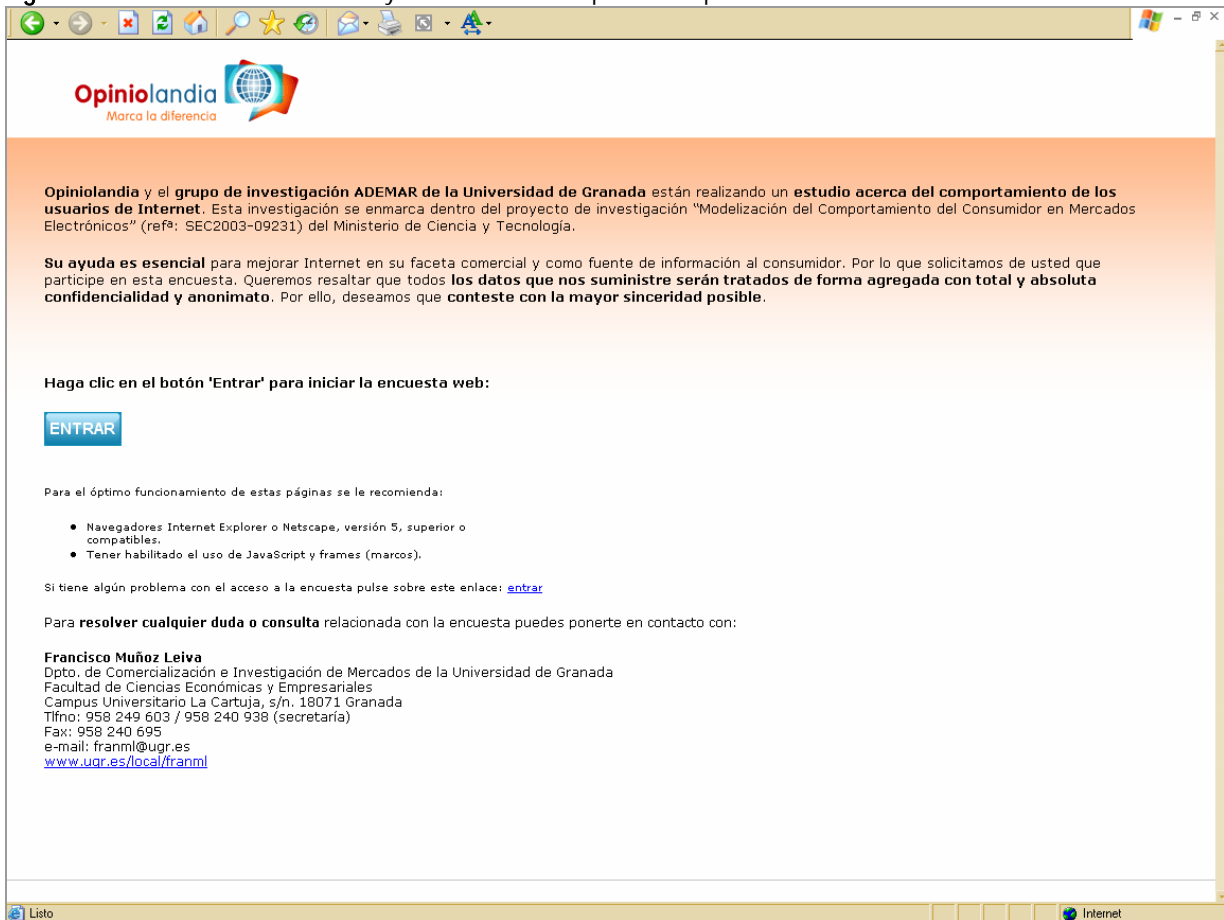 Opiniolandia
Marca la diferencia
Opiniolandia y el grupo de investigación ADEMAR de la Universidad de Granada están realizando un estudio acerca del comportamiento de los
usuarios de Internet. Esta investigación se enmarca dentro del proyecto de investigación “Modelización del Comportamiento del Consumidor en Mercados
Electrónicos” (refª: SEC2003-09231) del Ministerio de Ciencia y Tecnología.
Su ayuda es esencial para mejorar Internet en su faceta comercial y como fuente de información al consumidor. Por lo que solicitamos de usted que
participe en esta encuesta. Queremos resaltar que todos los datos que nos suministre serán tratados de forma agregada con total y absoluta
confidencialidad y anonimato. Por ello, deseamos que conteste con la mayor sinceridad posible.
Haga clic en el botón 'Entrar' para iniciar la encuesta web:
ENTRAR
Para el óptimo funcionamiento de estas páginas se le recomienda:
• Navegadores Internet Explorer o Netscape, versión 5, superior o
compatibles.
• Tener habilitado el uso de JavaScript y frames (marcos).
Si tiene algún problema con el acceso a la encuesta pulse sobre este enlace: entrar
Para resolver cualquier duda o consulta relacionada con la encuesta puedes ponerte en contacto con:
Francisco Muñoz Leiva
Dpto. de Comercialización e Investigación de Mercados de la Universidad de Granada
Facultad de Ciencias Económicas y Empresariales
Campus Universitario La Cartuja, s/n. 18071 Granada
Tlfno: 958 249 603 / 958 240 938 (secretaría)
Fax: 958 240 695
e-mail: franml@ugr.es
www.ugr.es/local/franml
Listo
Internet